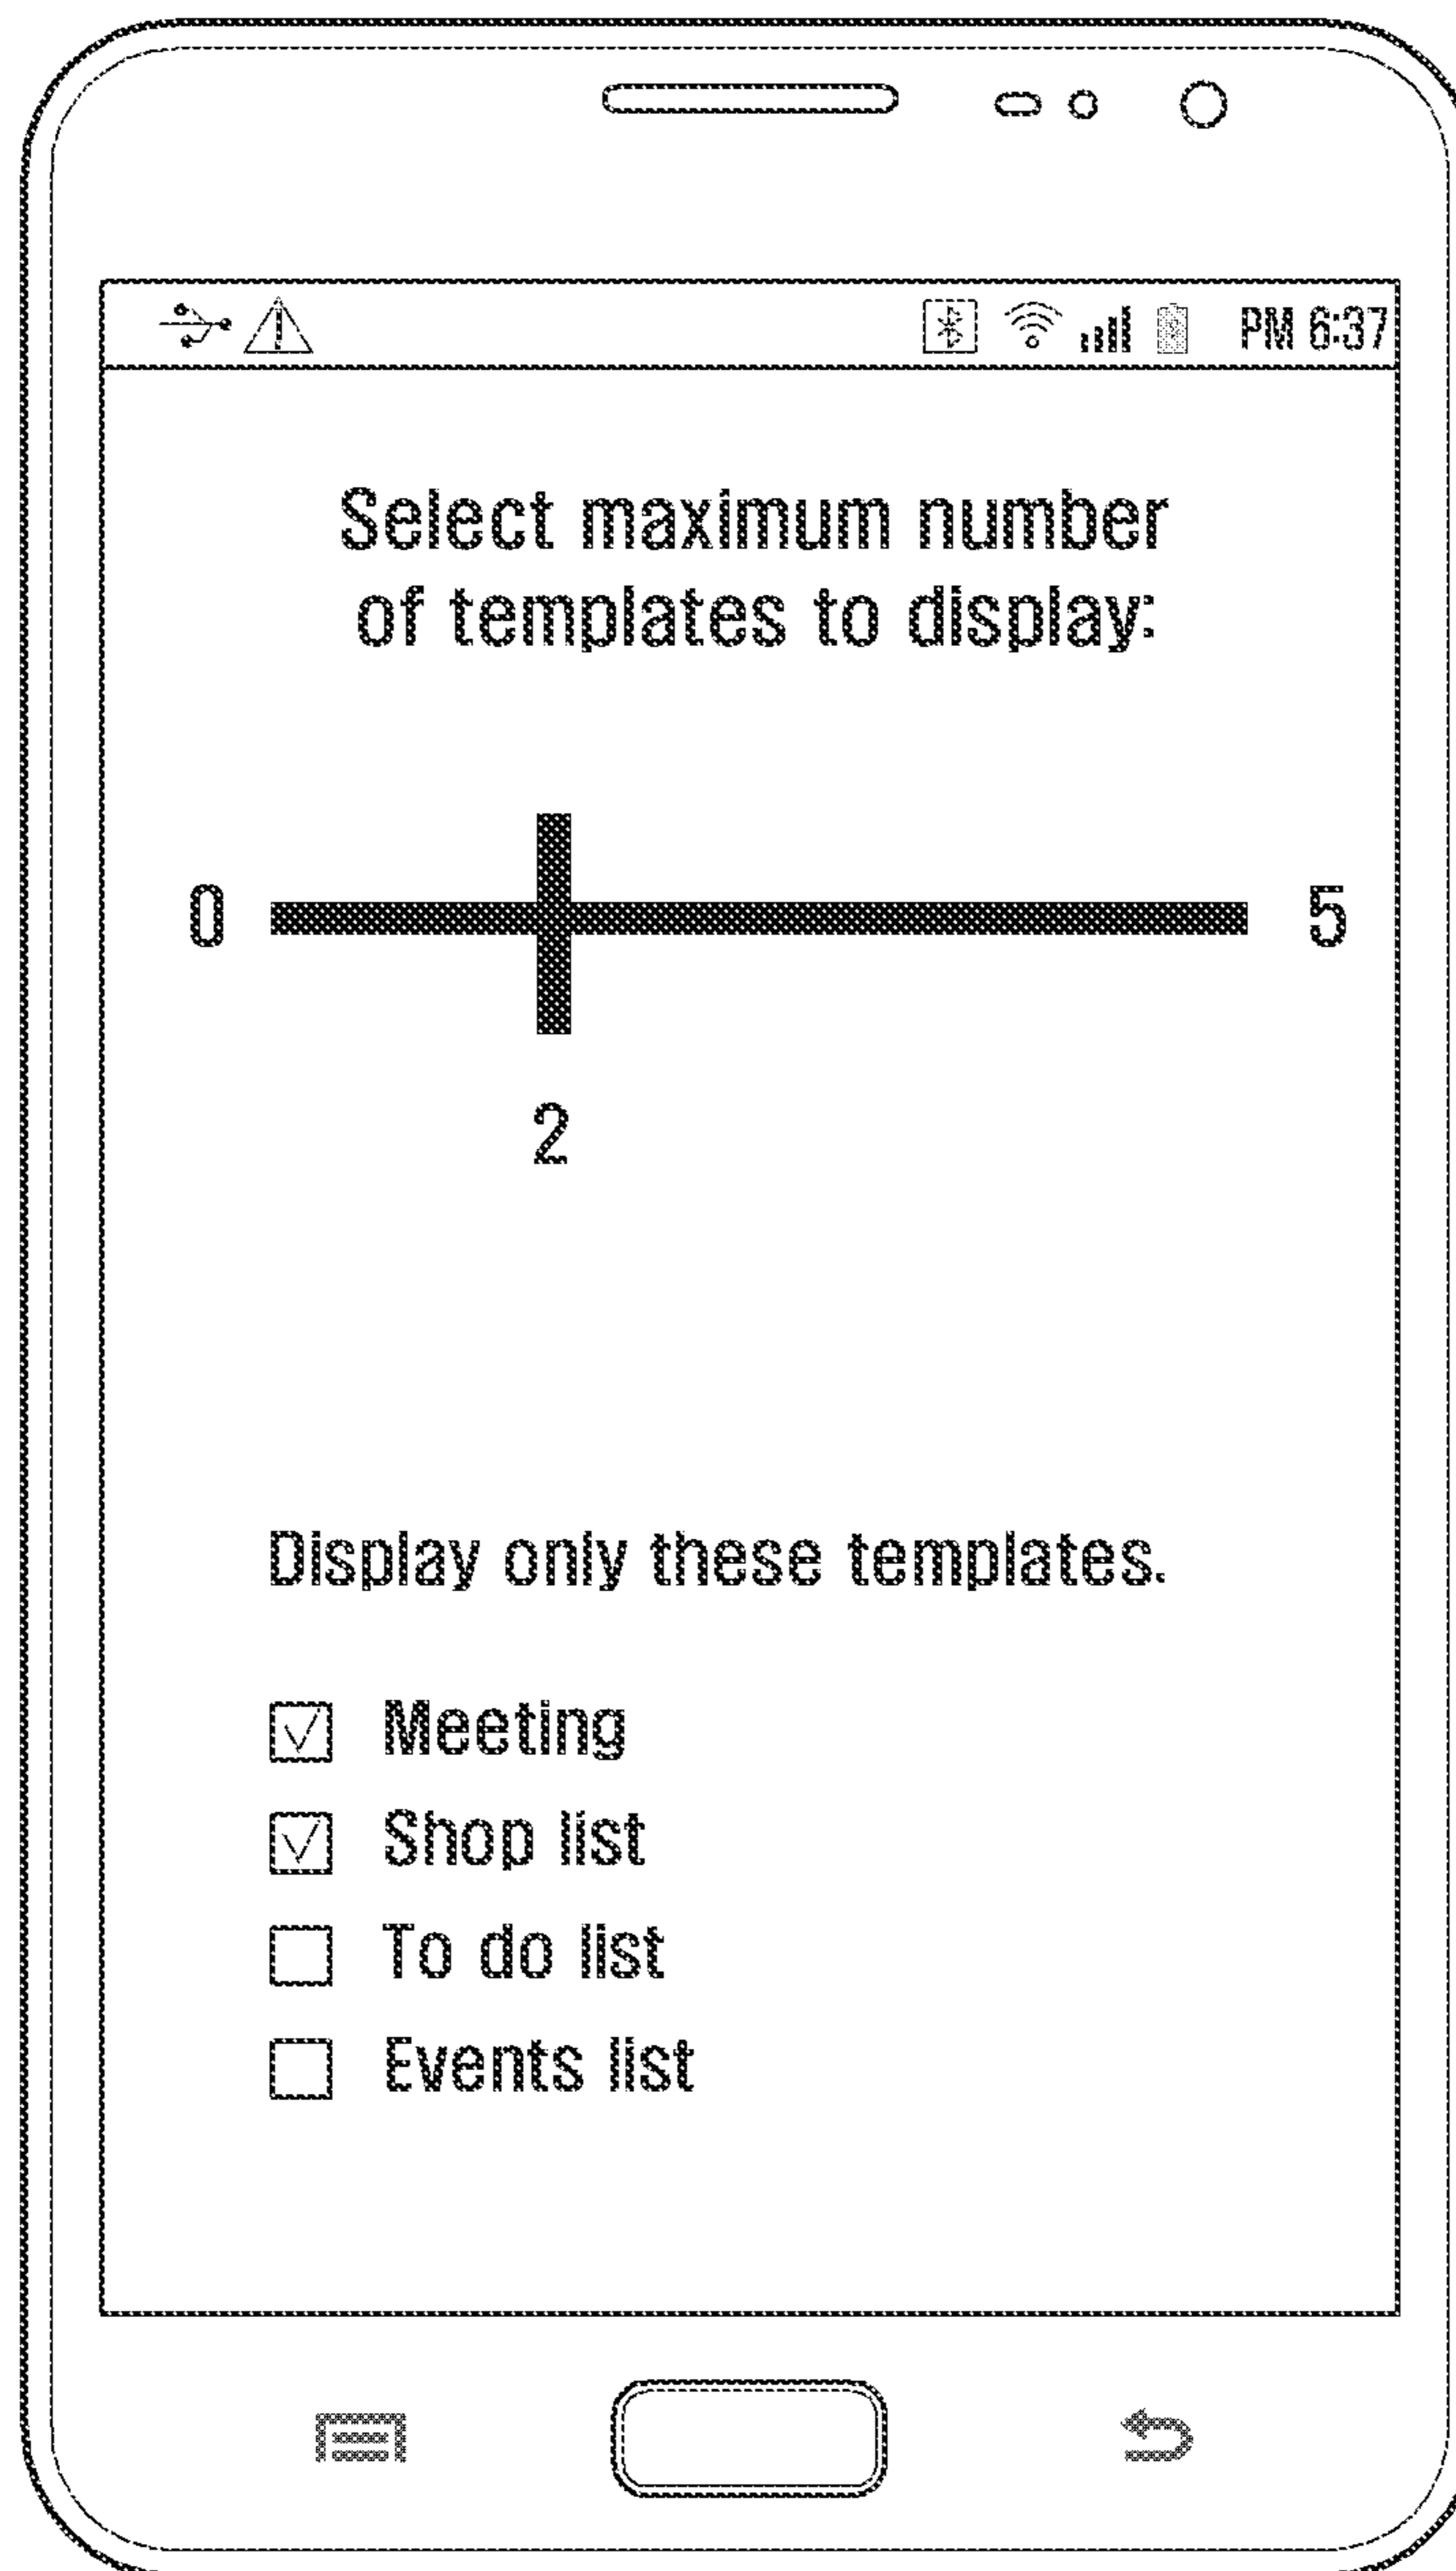 PM 6:37
Select maximum number
of templates to display:
0 5
2
Display only these templates.
Meeting
Shop list
To do list
Events list